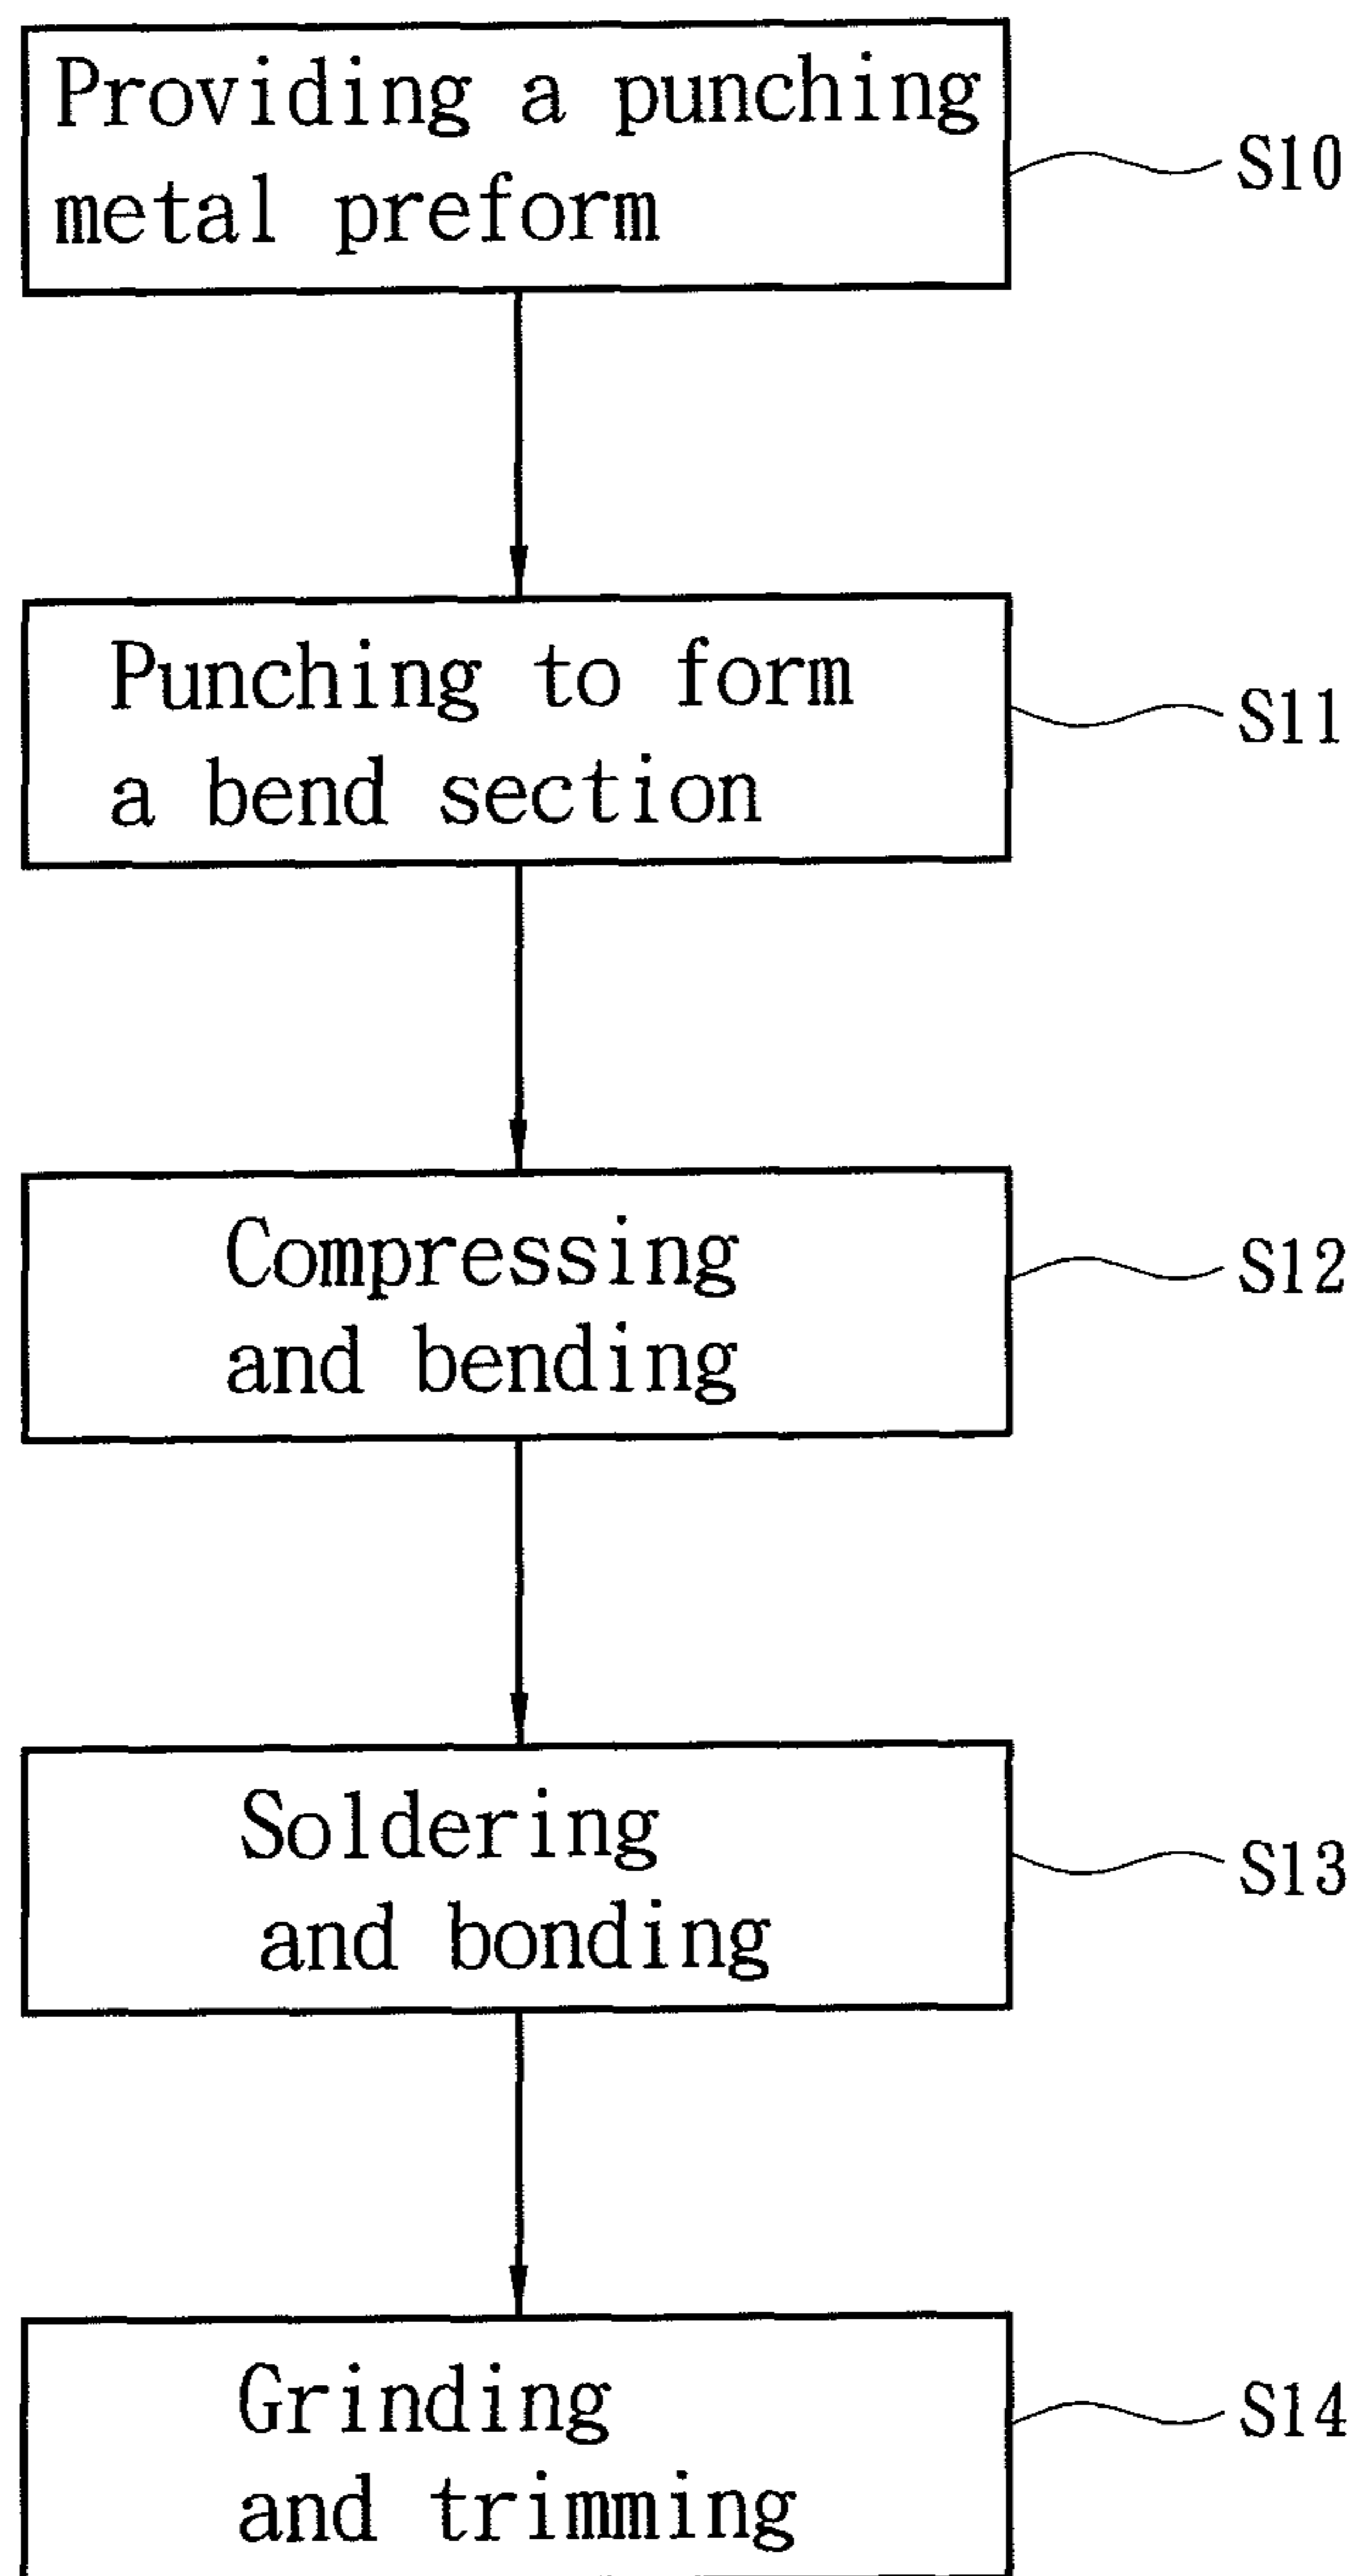 Providing a punching
metal preform
S10
Punching to form
a bend section
S11
Compressing
and bending
S12
Soldering
and bonding
S13
Grinding
and trimming
S14